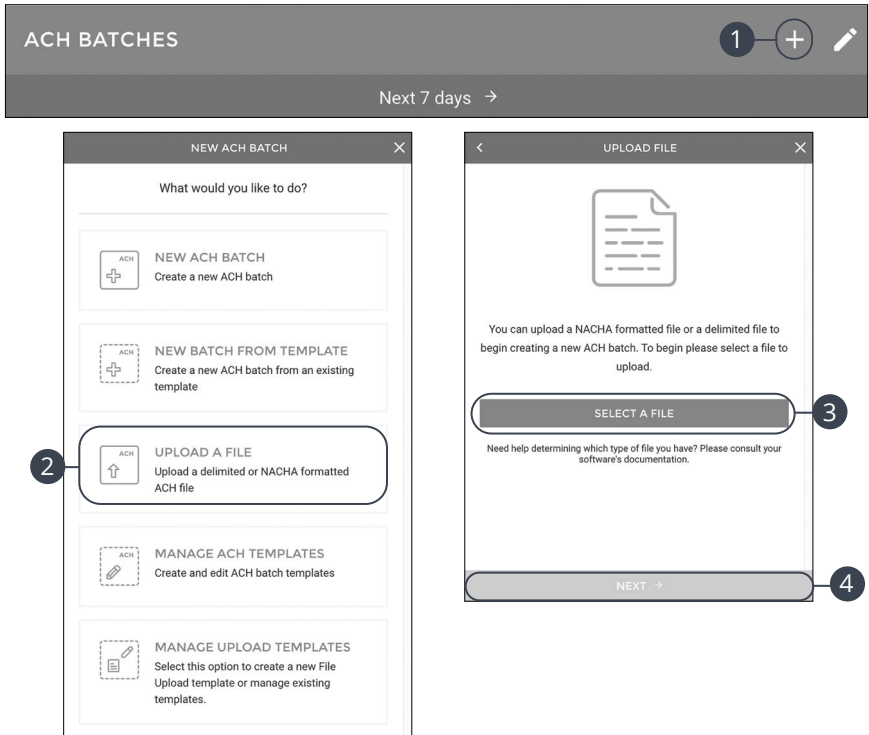 ACH BATCHES
1
Next 7 days →
NEW ACH BATCH
What would you like to do?
ACH
NEW ACH BATCH
Create a new ACH batch
ACH
NEW BATCH FROM TEMPLATE
Create a new ACH batch from an existing
template
2
ACH
UPLOAD A FILE
Upload a delimited or NACHA formatted
ACH file
ACH
MANAGE ACH TEMPLATES
Create and edit ACH batch templates
MANAGE UPLOAD TEMPLATES
Select this option to create a new File
Upload template or manage existing
templates.
UPLOAD FILE
You can upload a NACHA formatted file or a delimited file to
begin creating a new ACH batch. To begin please select a file to
upload.
SELECT A FILE
3
Need help determining which type of file you have? Please consult your
software's documentation.
NEXT →
4